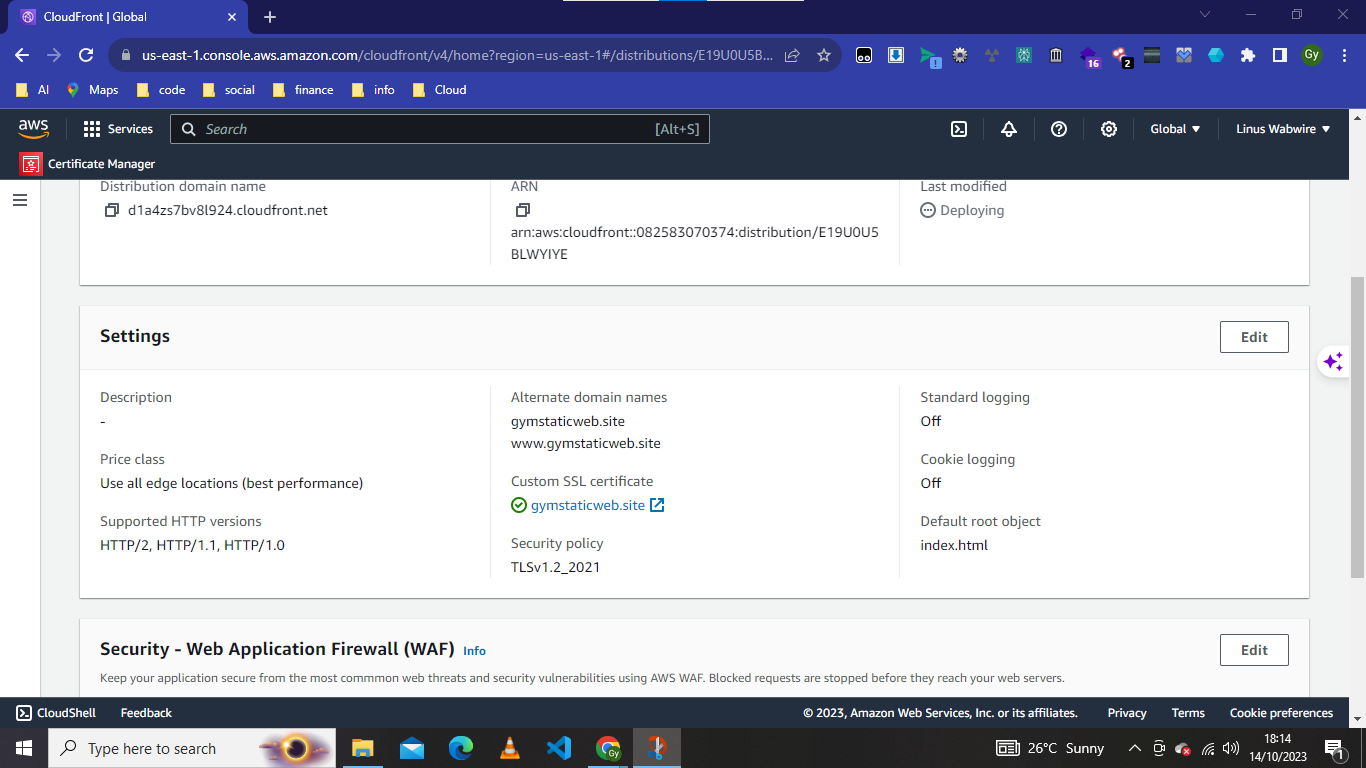 CloudFront | Global
us-east-1.console.aws.amazon.com/cloudfront/v4/home?region=us-east-1#/distributions/E19U0U5B...
16
2
Gy
AI
Maps
code
social
finance
info
Cloud
aws
Services
Search
[Alt+S]
Global
Linus Wabwire
Certificate Manager
Distribution domain name
d1a4zs7bv8l924.cloudfront.net
ARN
arn:aws:cloudfront::082583070374:distribution/E19U0U5
BLWYIYE
Last modified
Deploying
Settings
Edit
Description
-
Price class
Use all edge locations (best performance)
Supported HTTP versions
HTTP/2, HTTP/1.1, HTTP/1.0
Alternate domain names
gymstaticweb.site
www.gymstaticweb.site
Custom SSL certificate
gymstaticweb.site
Security policy
TLSv1.2_2021
Standard logging
Off
Cookie logging
Off
Default root object
index.html
Security - Web Application Firewall (WAF) Info
Edit
Keep your application secure from the most commmon web threats and security vulnerabilities using AWS WAF. Blocked requests are stopped before they reach your web servers.
CloudShell
Feedback
© 2023, Amazon Web Services, Inc. or its affiliates.
Privacy
Terms
Cookie preferences
Type here to search
Gy
26°C Sunny
18:14
14/10/2023
1